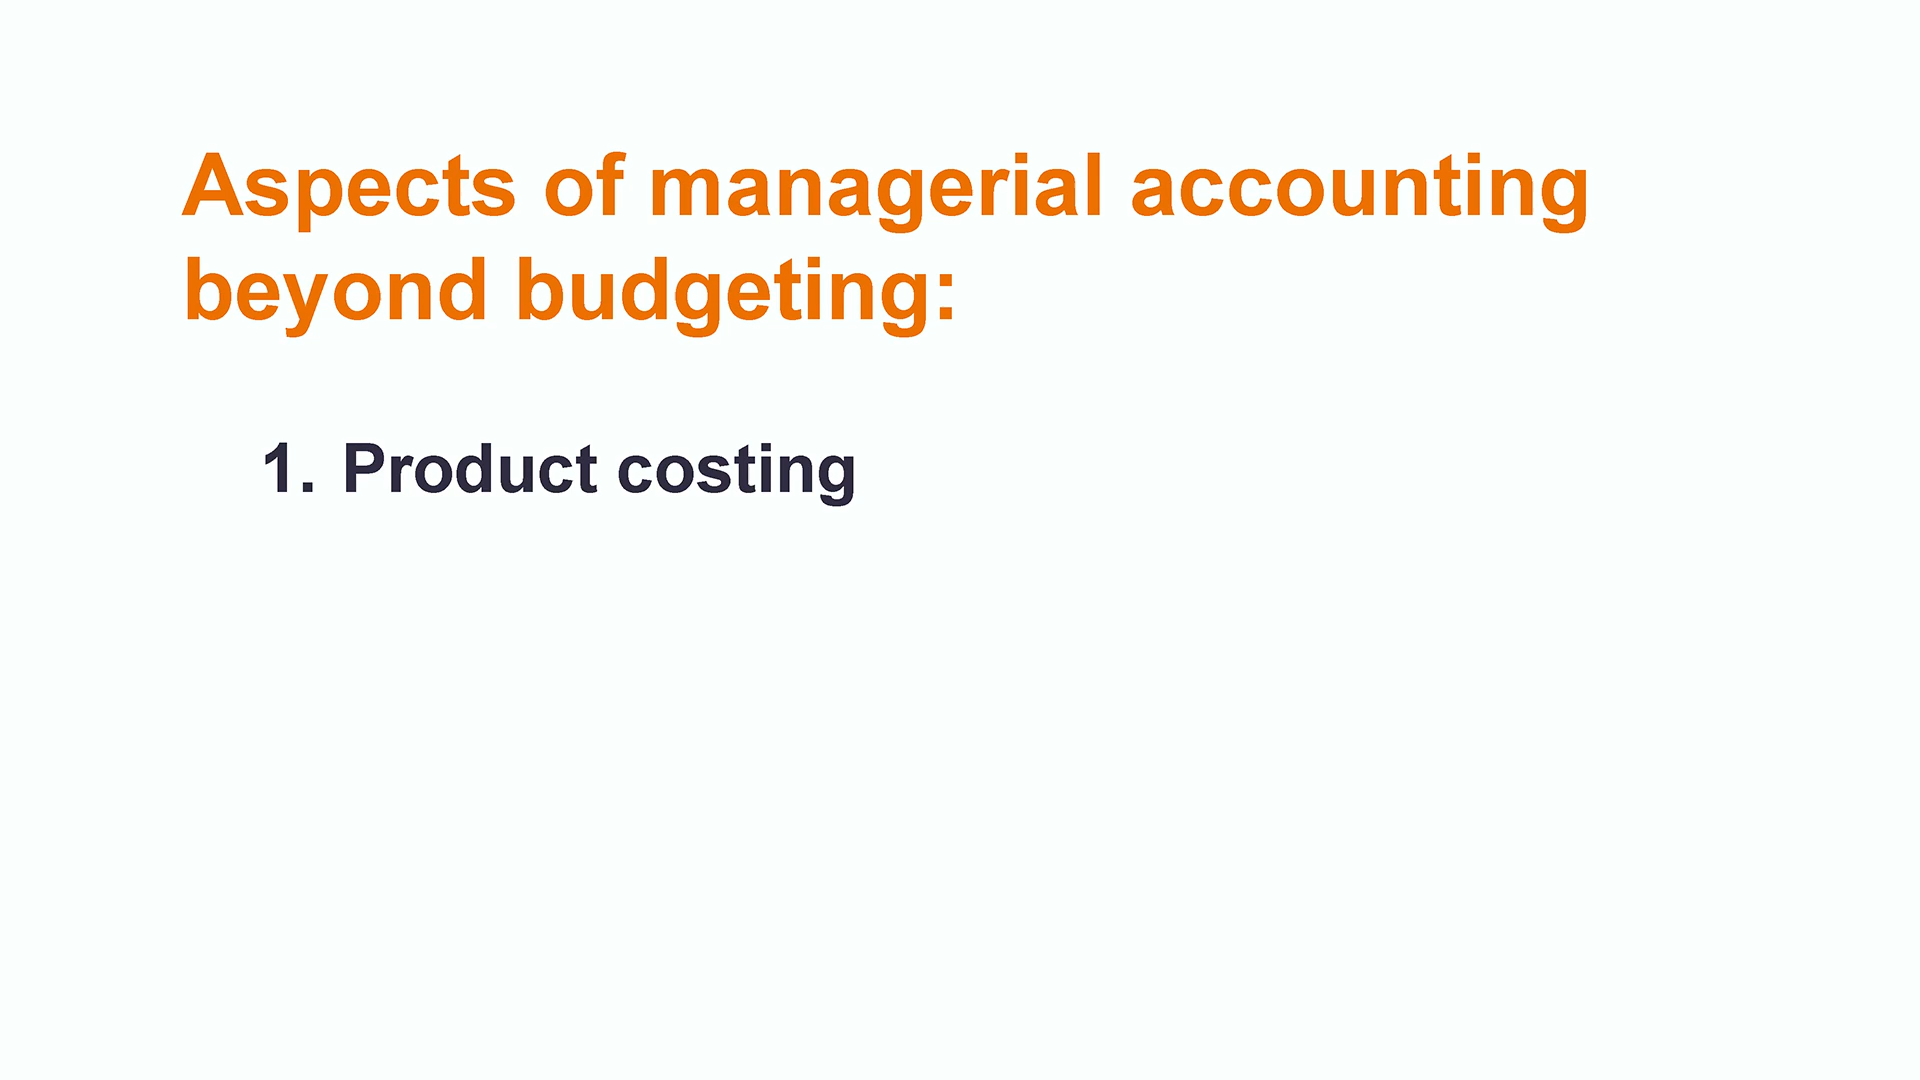 Aspects of managerial accounting
beyond budgeting:
1. Product costing